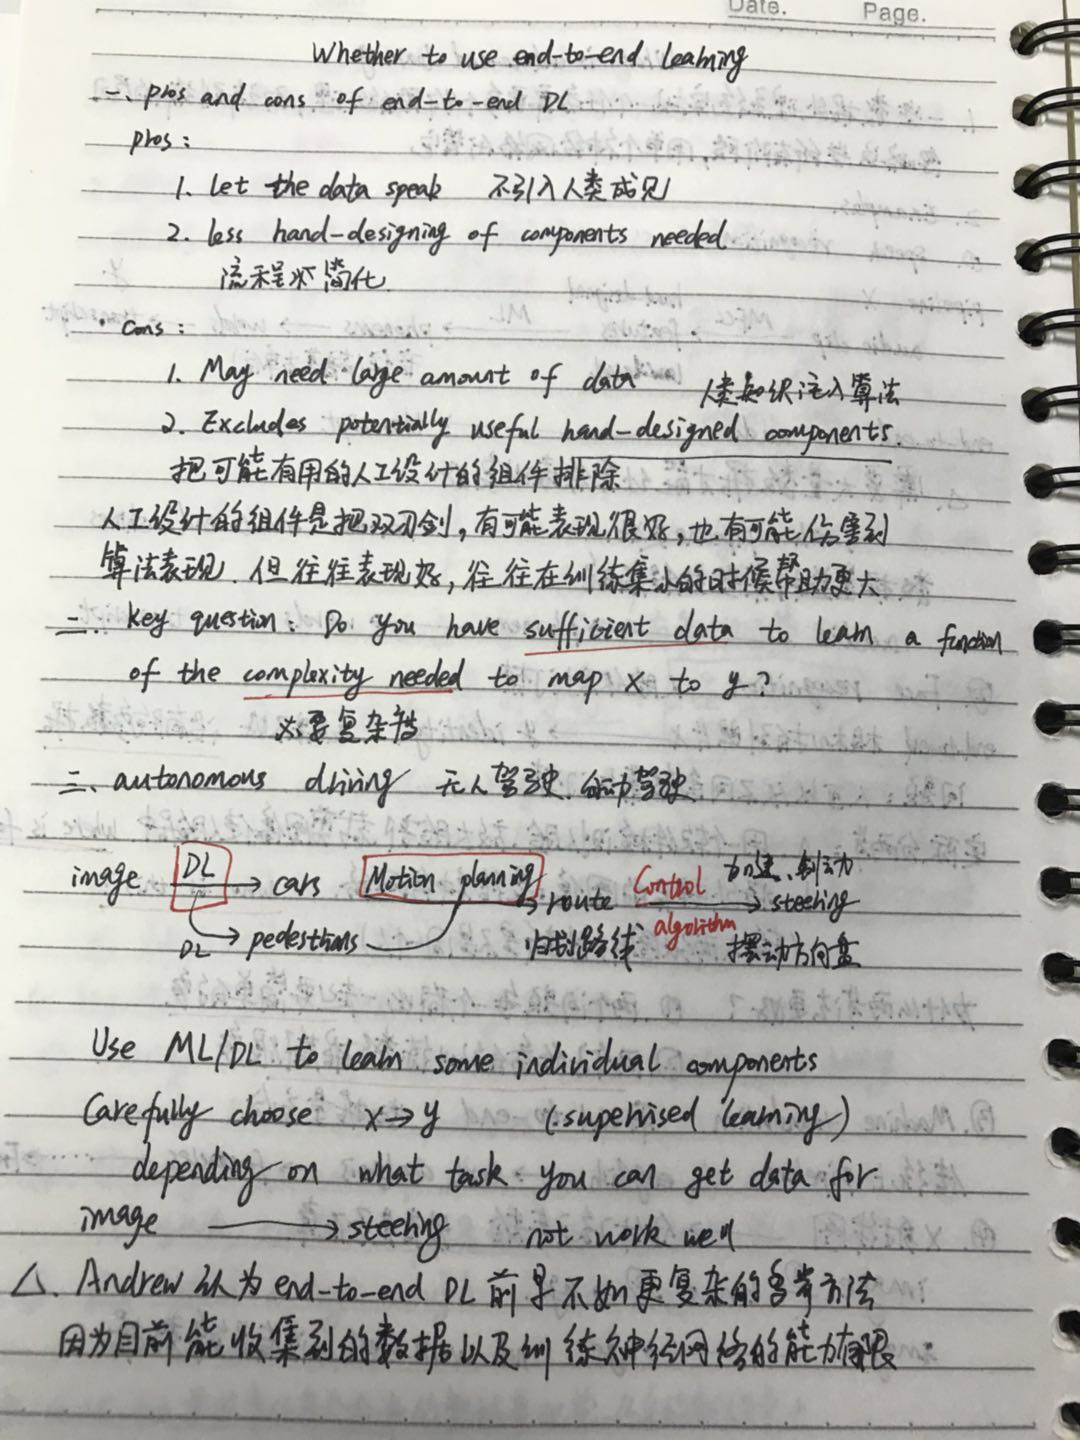 Date. Page.
Whether to use end-to-end learning
一、pros and cons of end-to-end DL
pros:
1. Let the data speak 不引入人类成见
2. less hand-designing of components needed
流程 简化
· cons:
1. May need large amount of data
人类知识注入算法
2. Excludes potentially useful hand-designed components.
把可能有用的人工设计的组件排除
人工设计的组件是把双刃剑,有可能表现很好,也有可能伤害到
算法表现. 但往往表现好,往往在训练集小的时候帮助更大
二. key question: Do you have sufficient data to learn a function
of the complexity needed to map x to y?
必要复杂
三、autonomous driving 无人驾驶. 自动驾驶
image DL → cars Motion planning → route Control algorithm → steering
加速、制动
DL → pedestrians 规划路线 摆动方向盘
Use ML/DL to learn some individual components
Carefully choose x→y (supervised learning)
depending on what task you can get data for
image → steering not work well
△. Andrew 认为 end-to-end DL 前景不如更复杂的多步方法
因为目前能收集到的数据以及训练神经网络的能力有限